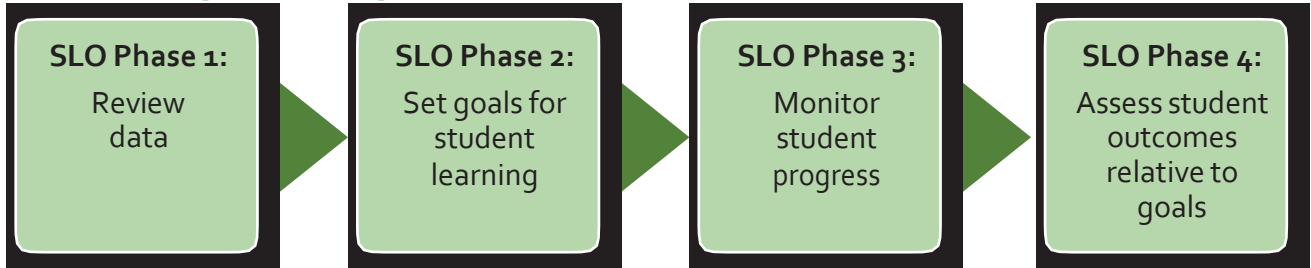 SLO Phase 1:
Review
data
SLO Phase 2:
Set goals for
student
learning
SLO Phase 3:
Monitor
student
progress
SLO Phase 4:
Assess student
outcomes
relative to
goals